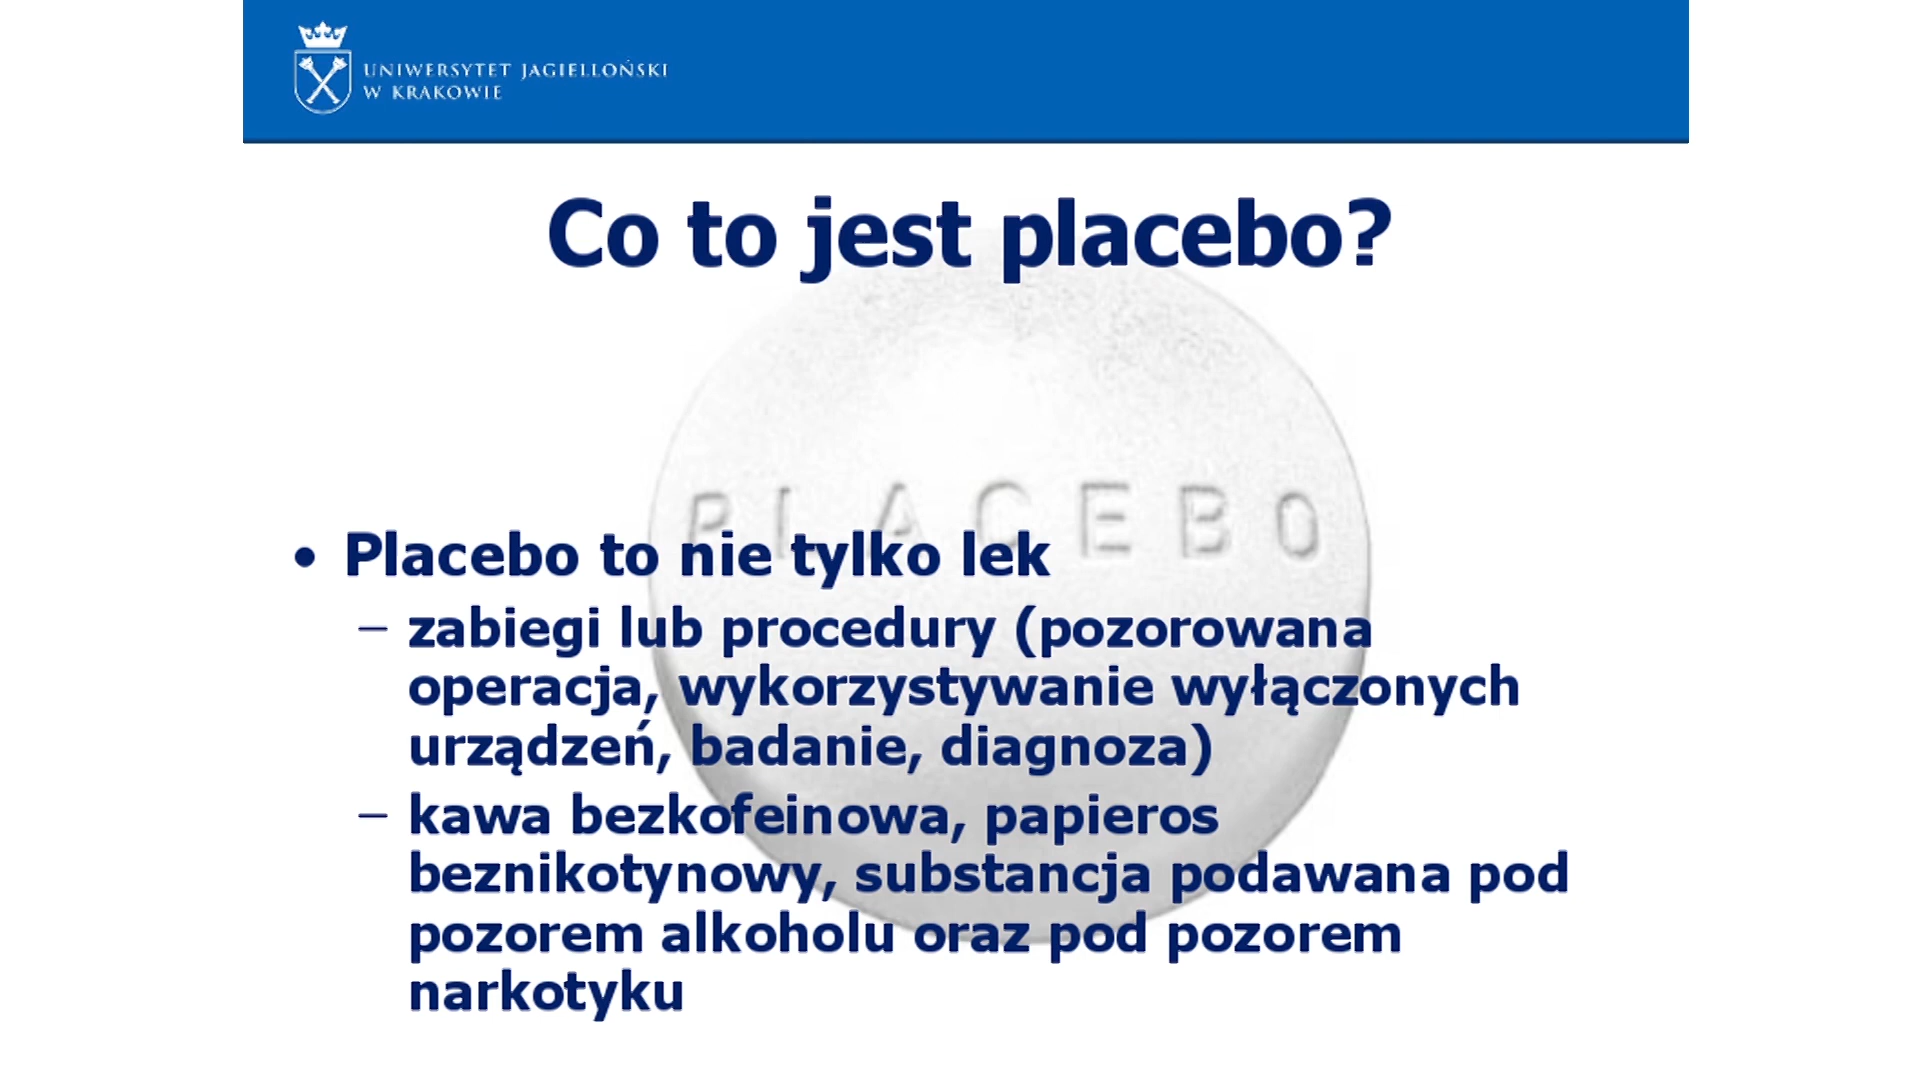 UNIWERSYTET JAGIELLOŃSKI
W KRAKOWIE
Co to jest placebo?
PLACEBO
• Placebo to nie tylko lek
– zabiegi lub procedury (pozorowana
operacja, wykorzystywanie wyłączonych
urządzeń, badanie, diagnoza)
– kawa bezkofeinowa, papieros
beznikotynowy, substancja podawana pod
pozorem alkoholu oraz pod pozorem
narkotyku